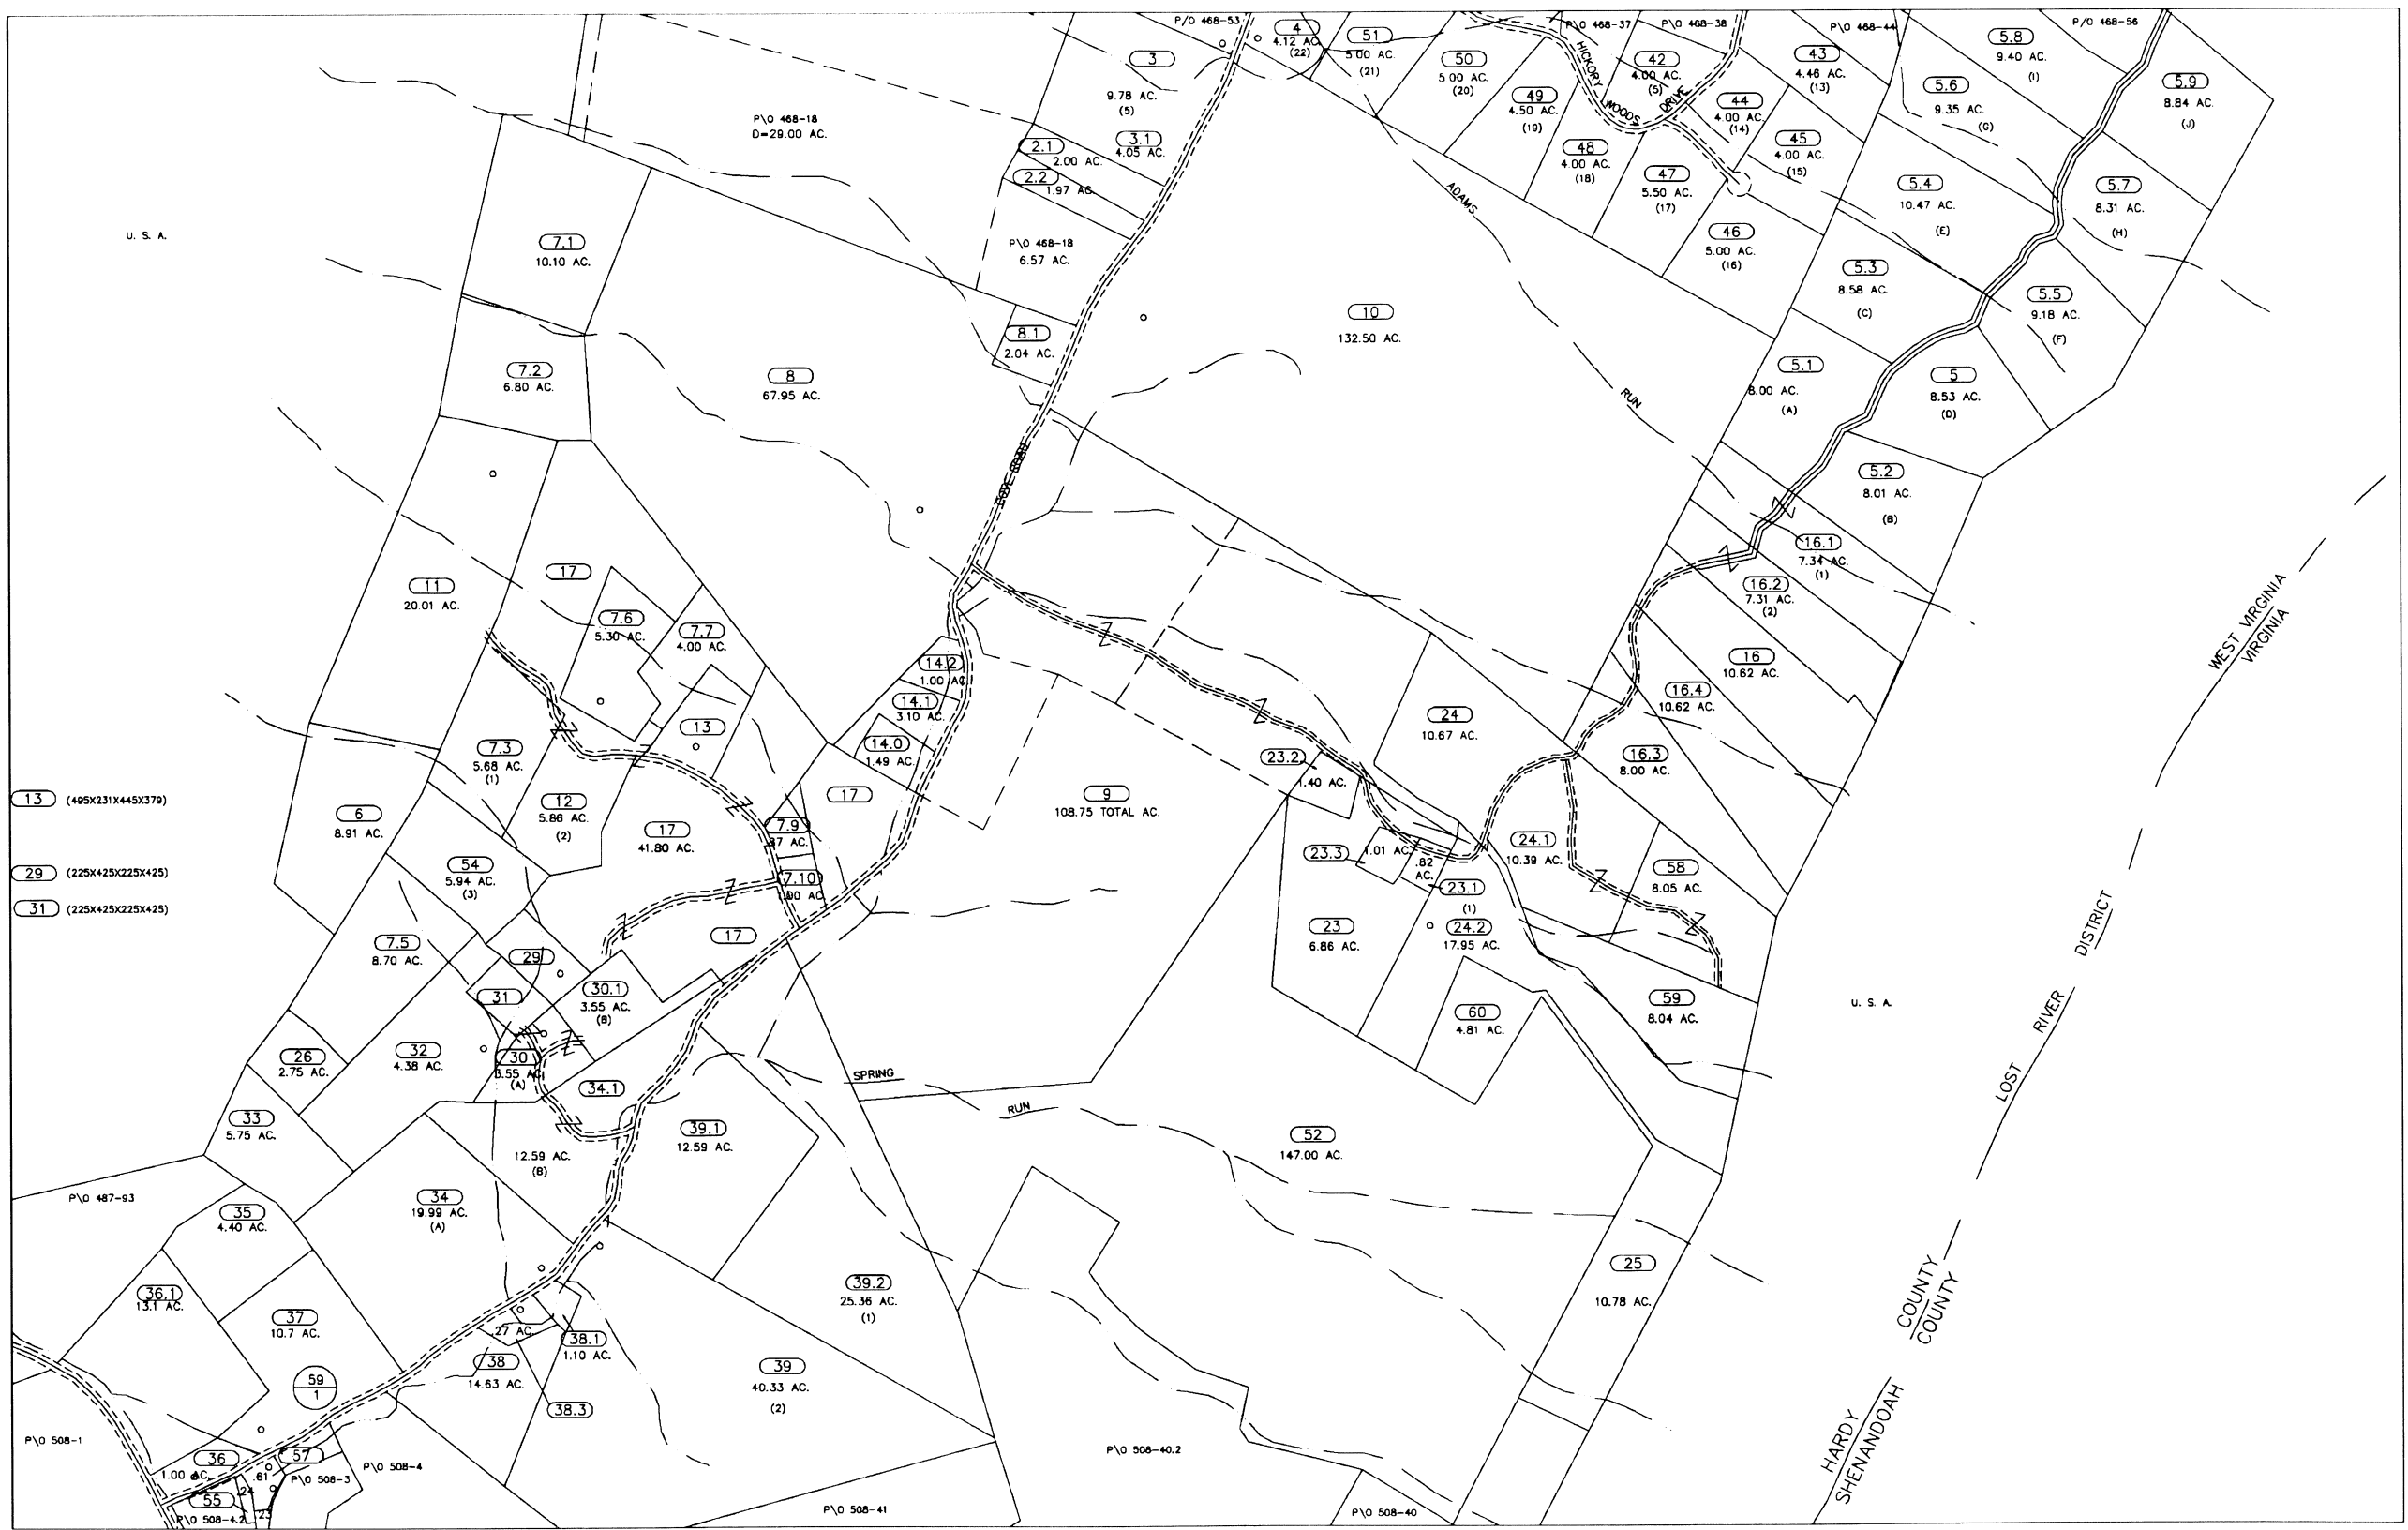 P/O 468-53
4
4.12 AC.
(22)
51
5.00 AC.
(21)
50
5.00 AC.
(20)
49
4.50 AC.
(19)
P\O 468-37
P\O 468-38
HICKORY
WOODS
DRIVE
42
4.00 AC.
(5)
43
4.46 AC.
(13)
P\O 468-44
5.8
9.40 AC.
(I)
P/O 468-56
5.9
8.84 AC.
(J)
5.6
9.35 AC.
(G)
3
9.78 AC.
(5)
3.1
4.05 AC.
2.1
2.00 AC.
2.2
1.97 AC.
P\O 468-18
D=29.00 AC.
P\O 468-18
6.57 AC.
44
4.00 AC.
(14)
45
4.00 AC.
(15)
48
4.00 AC.
(18)
47
5.50 AC.
(17)
46
5.00 AC.
(16)
5.4
10.47 AC.
(E)
5.7
8.31 AC.
(H)
5.3
8.58 AC.
(C)
5.5
9.18 AC.
(F)
5.1
8.00 AC.
(A)
5
8.53 AC.
(D)
5.2
8.01 AC.
(B)
U. S. A.
7.1
10.10 AC.
7.2
6.80 AC.
8
67.95 AC.
8.1
2.04 AC.
10
132.50 AC.
ADAMS
RUN
ROAD
16.1
7.34 AC.
(1)
16.2
7.31 AC.
(2)
16
10.62 AC.
16.4
10.62 AC.
16.3
8.00 AC.
11
20.01 AC.
17
7.6
5.30 AC.
7.7
4.00 AC.
13
14.2
1.00 AC
14.1
3.10 AC.
14.0
1.49 AC.
17
7.3
5.68 AC.
(1)
12
5.86 AC.
(2)
17
41.80 AC.
7.9
.87 AC.
7.10
1.00 AC.
17
9
108.75 TOTAL AC.
24
10.67 AC.
23.2
1.40 AC.
23.3
1.01 AC.
.82
AC.
23.1
(1)
24.1
10.39 AC.
58
8.05 AC.
23
6.86 AC.
24.2
17.95 AC.
60
4.81 AC.
59
8.04 AC.
U. S. A.
13 (495X231X445X379)
29 (225X425X225X425)
31 (225X425X225X425)
6
8.91 AC.
54
5.94 AC.
(3)
7.5
8.70 AC.
29
31
30.1
3.55 AC.
(B)
30
3.55 AC
(A)
26
2.75 AC.
32
4.38 AC.
33
5.75 AC.
34.1
12.59 AC.
(B)
39.1
12.59 AC.
SPRING
RUN
52
147.00 AC.
P\O 487-93
35
4.40 AC.
34
19.99 AC.
(A)
36.1
13.1 AC.
37
10.7 AC.
59
1
.27 AC.
38
14.63 AC.
38.1
1.10 AC.
38.3
39.2
25.36 AC.
(1)
39
40.33 AC.
(2)
25
10.78 AC.
P\O 508-1
36
1.00 AC.
57
.61
.24
.23
55
P\O 508-4.2
P\O 508-3
P\O 508-4
P\O 508-41
P\O 508-40.2
P\O 508-40
WEST VIRGINIA
VIRGINIA
LOST RIVER DISTRICT
HARDY COUNTY
SHENANDOAH COUNTY